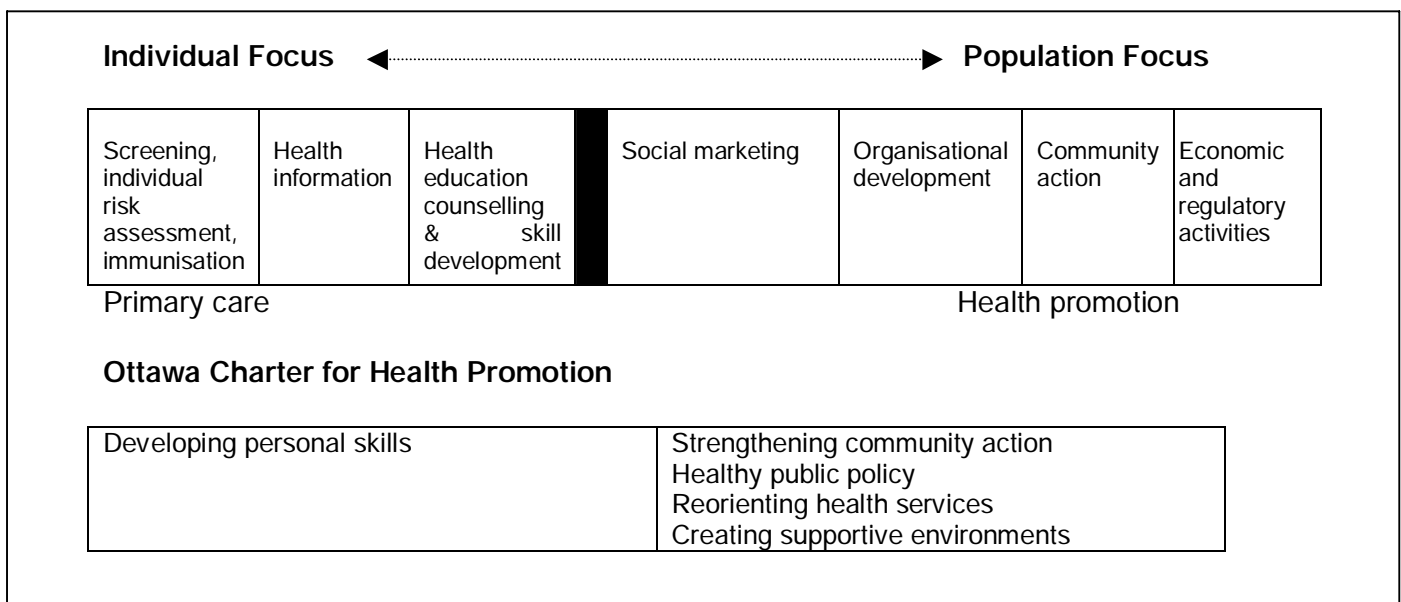 Individual Focus Population Focus
Screening,
individual
risk
assessment,
immunisation
Health
information
Health
education
counselling
& skill
development
Social marketing
Organisational
development
Community
action
Economic
and
regulatory
activities
Primary care Health promotion
Ottawa Charter for Health Promotion
Developing personal skills
Strengthening community action
Healthy public policy
Reorienting health services
Creating supportive environments